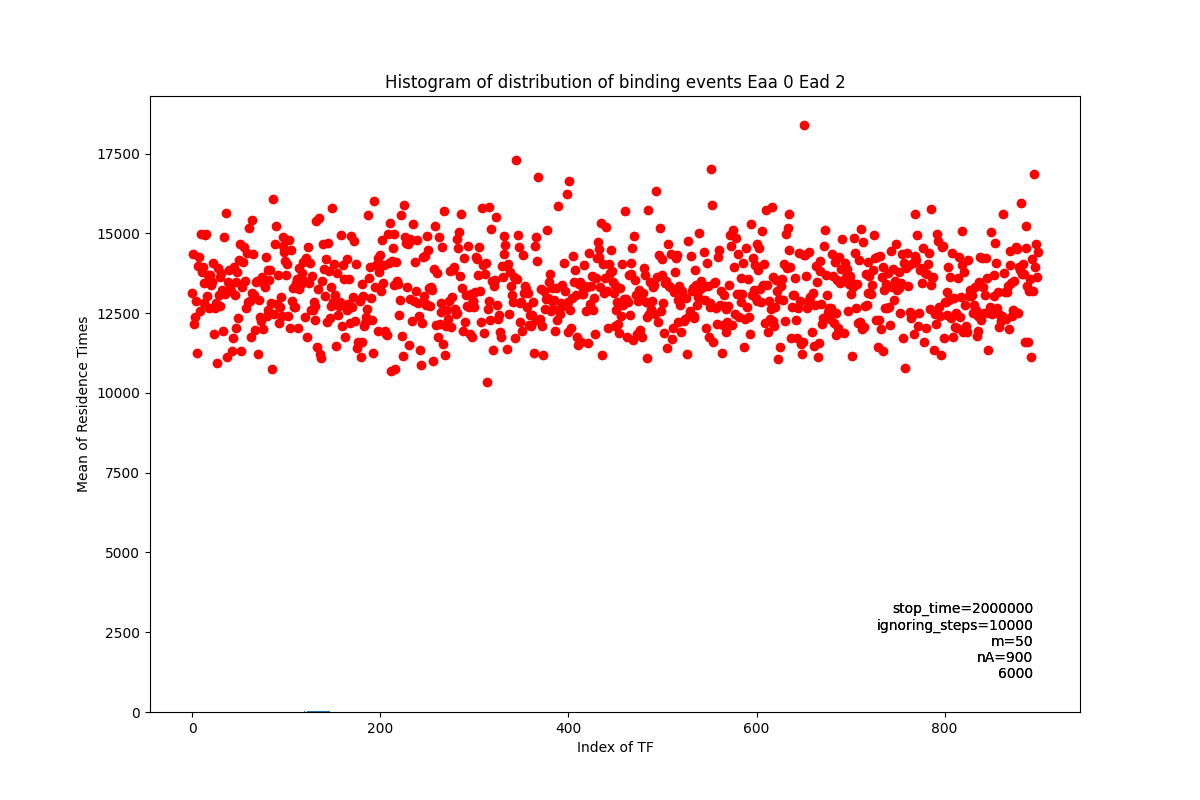 Histogram of distribution of binding events Eaa 0 Ead 2
Mean of Residence Times
17500
15000
12500
10000
7500
5000
2500
0
stop_time=2000000
ignoring_steps=10000
m=50
nA=900
6000
0 200 400 600 800
Index of TF